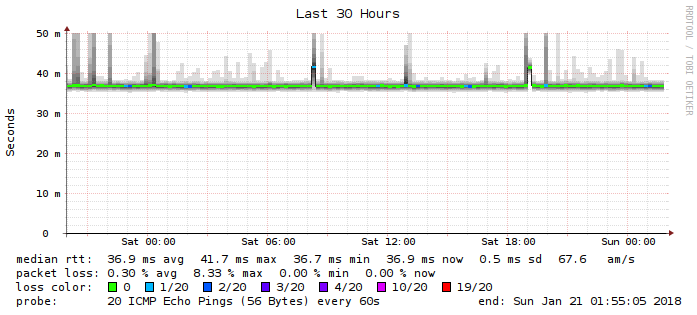 Last 30 Hours
RRDTOOL / TOBI OETIKER
Seconds
50 m
40 m
30 m
20 m
10 m
0
Sat 00:00 Sat 06:00 Sat 12:00 Sat 18:00 Sun 00:00
median rtt: 36.9 ms avg 41.7 ms max 36.7 ms min 36.9 ms now 0.5 ms sd 67.6 am/s
packet loss: 0.30 % avg 8.33 % max 0.00 % min 0.00 % now
loss color: 0 1/20 2/20 3/20 4/20 10/20 19/20
probe: 20 ICMP Echo Pings (56 Bytes) every 60s end: Sun Jan 21 01:55:05 2018